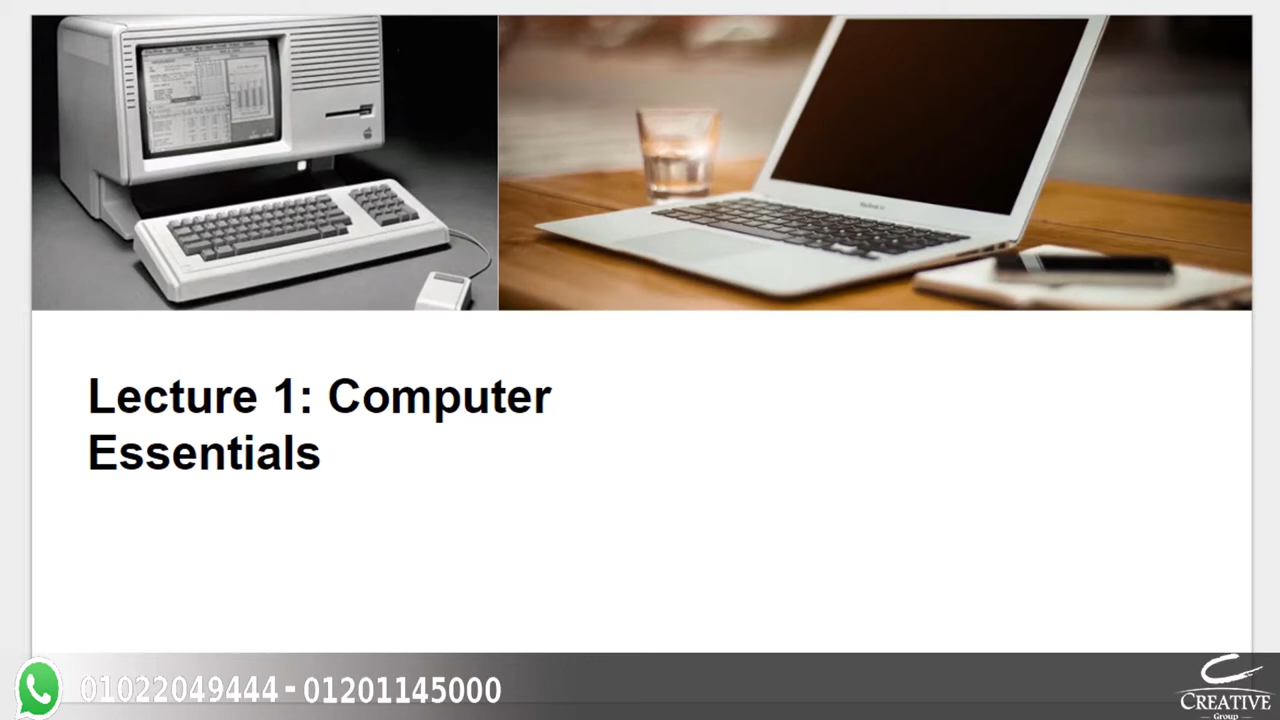 Lecture 1: Computer
Essentials
01022049444 - 01201145000
CREATIVE
Group